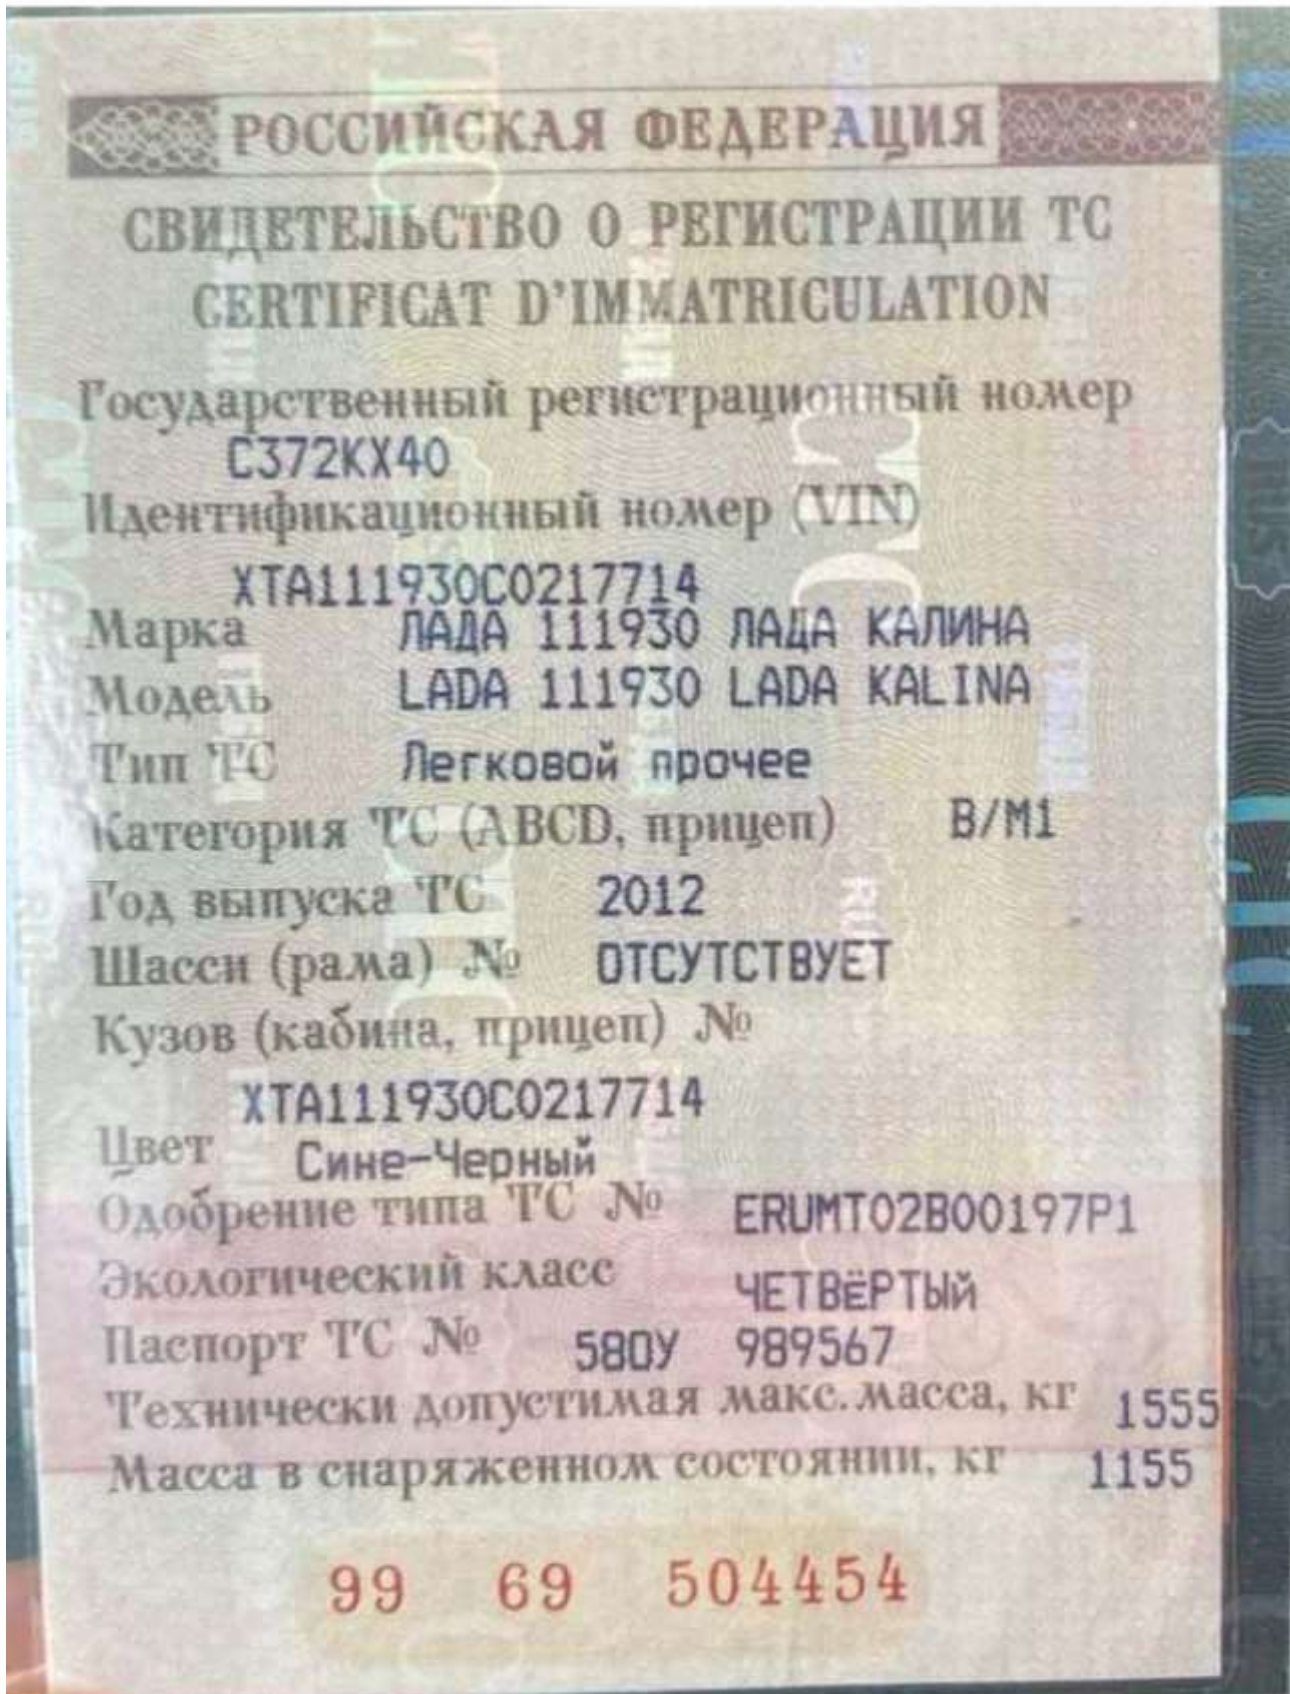 РОССИЙСКАЯ ФЕДЕРАЦИЯ
СВИДЕТЕЛЬСТВО О РЕГИСТРАЦИИ ТС
CERTIFICAT D'IMMATRICULATION
Государственный регистрационный номер
С372КХ40
Идентификационный номер (VIN)
XTA111930C0217714
Марка ЛАДА 111930 ЛАДА КАЛИНА
Модель LADA 111930 LADA KALINA
Тип ТС Легковой прочее
Категория ТС (ABCD, прицеп) B/M1
Год выпуска ТС 2012
Шасси (рама) № ОТСУТСТВУЕТ
Кузов (кабина, прицеп) №
XTA111930C0217714
Цвет Сине-Черный
Одобрение типа ТС № ERUMT02B00197P1
Экологический класс ЧЕТВЁРТЫЙ
Паспорт ТС № 58ОУ 989567
Технически допустимая макс. масса, кг 1555
Масса в снаряженном состоянии, кг 1155
99 69 504454